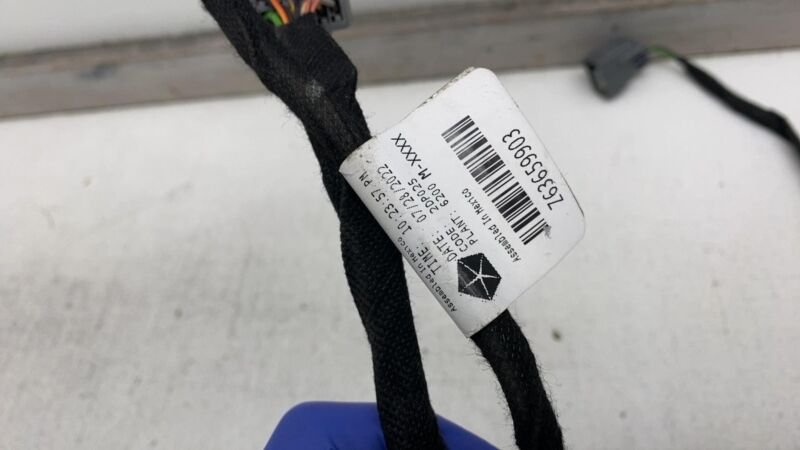 Z63659903
Assembled In Mexico
PLANT: 6200 M-XXXX
CODE: 2DP025
DATE: 07/28/2022
TIME: 10:23:57 PM
Assembled In Mexico